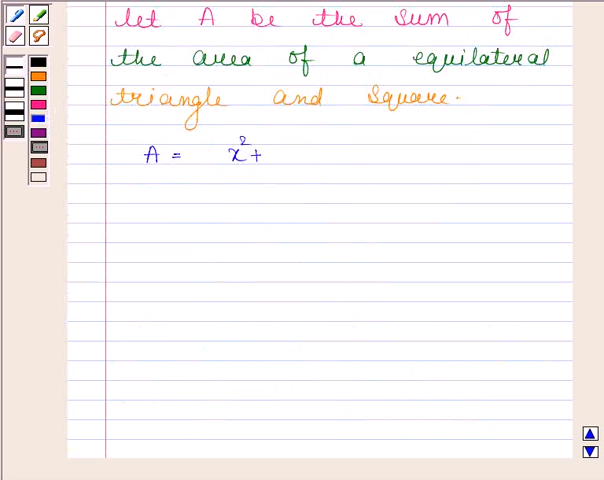 let A be the sum of
the area of a equilateral
triangle and square.
A = x² +